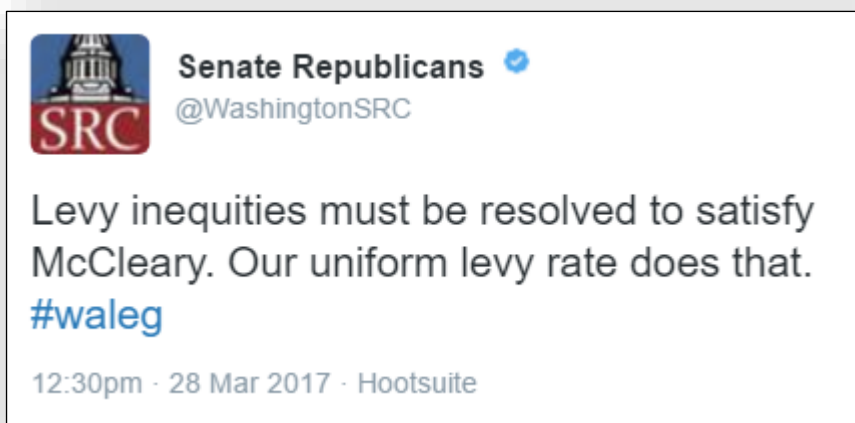 SRC
Senate Republicans
@WashingtonSRC
Levy inequities must be resolved to satisfy
McCleary. Our uniform levy rate does that.
#waleg
12:30pm · 28 Mar 2017 · Hootsuite